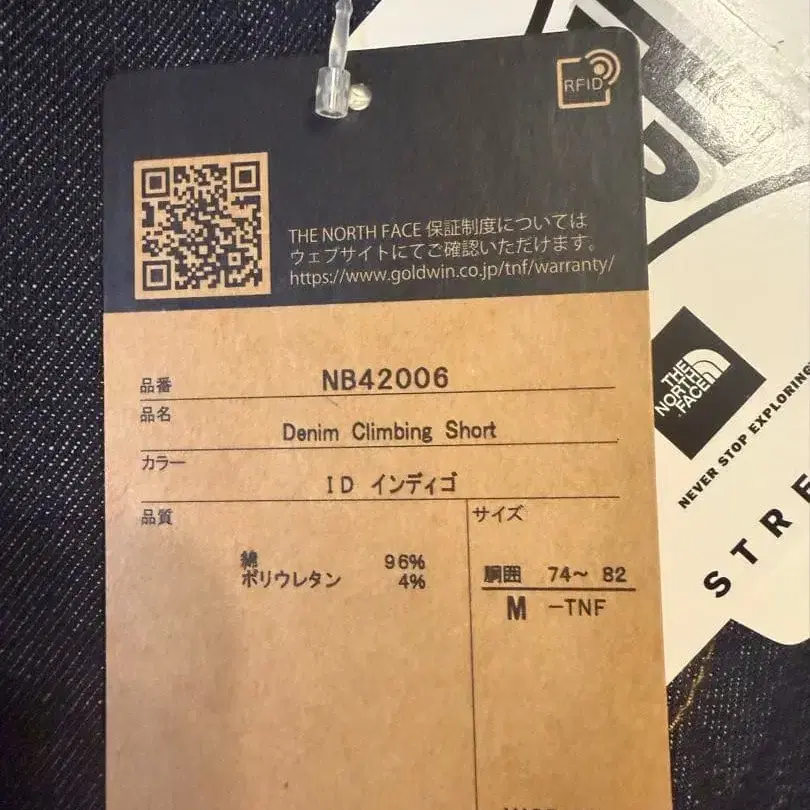 RFID
THE NORTH FACE 保証制度については
ウェブサイトにてご確認いただけます。
https://www.goldwin.co.jp/tnf/warranty/
品番 NB42006
品名
Denim Climbing Short
カラー
ID インディゴ
品質
綿 96%
ポリウレタン 4%
サイズ
胴囲 74~ 82
M -TNF
THE
NORTH
FACE
NEVER STOP EXPLORING